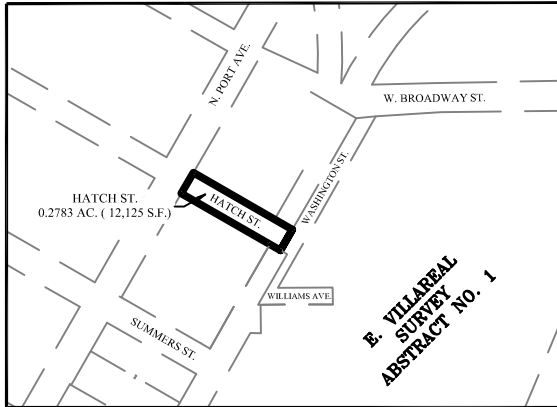 N. PORT AVE.
W. BROADWAY ST.
WASHINGTON ST.
HATCH ST.
0.2783 AC. ( 12,125 S.F.)
HATCH ST.
WILLIAMS AVE.
SUMMERS ST.
E. VILLAREAL
SURVEY
ABSTRACT NO. 1